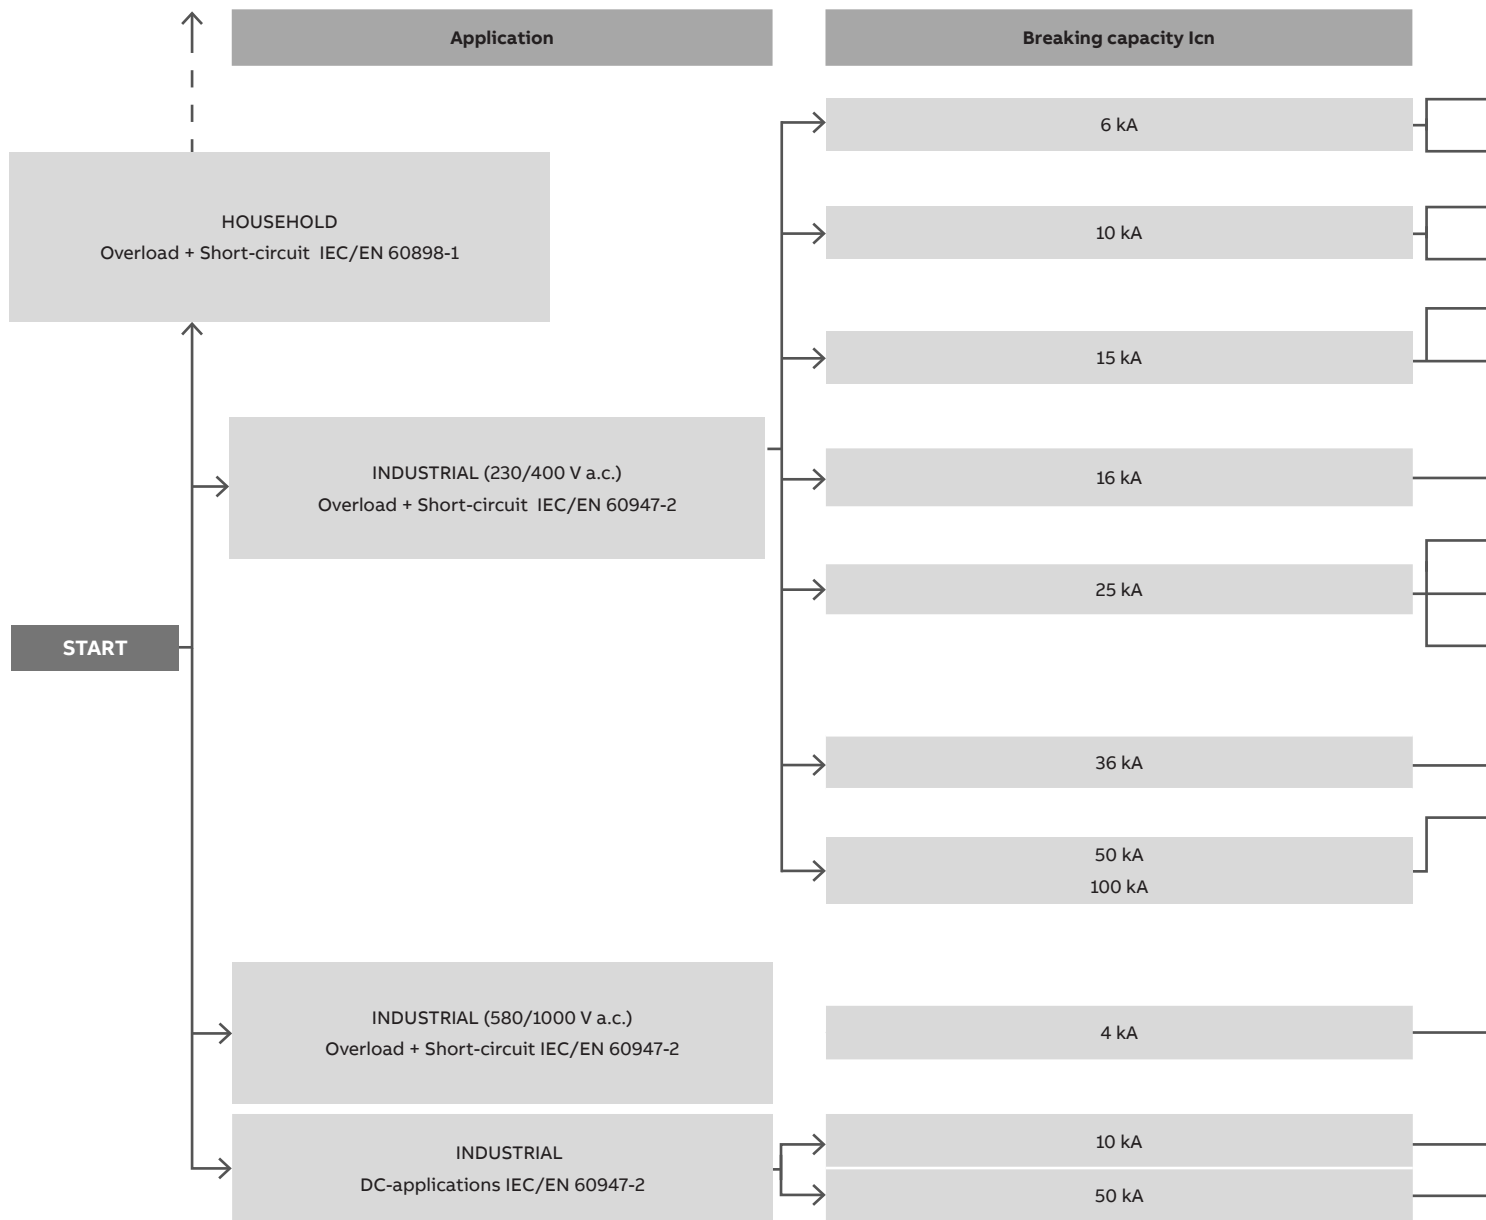 Application
Breaking capacity Icn
HOUSEHOLD
Overload + Short-circuit IEC/EN 60898-1
INDUSTRIAL (230/400 V a.c.)
Overload + Short-circuit IEC/EN 60947-2
6 kA
10 kA
15 kA
16 kA
25 kA
36 kA
50 kA
100 kA
START
INDUSTRIAL (580/1000 V a.c.)
Overload + Short-circuit IEC/EN 60947-2
4 kA
INDUSTRIAL
DC-applications IEC/EN 60947-2
10 kA
50 kA